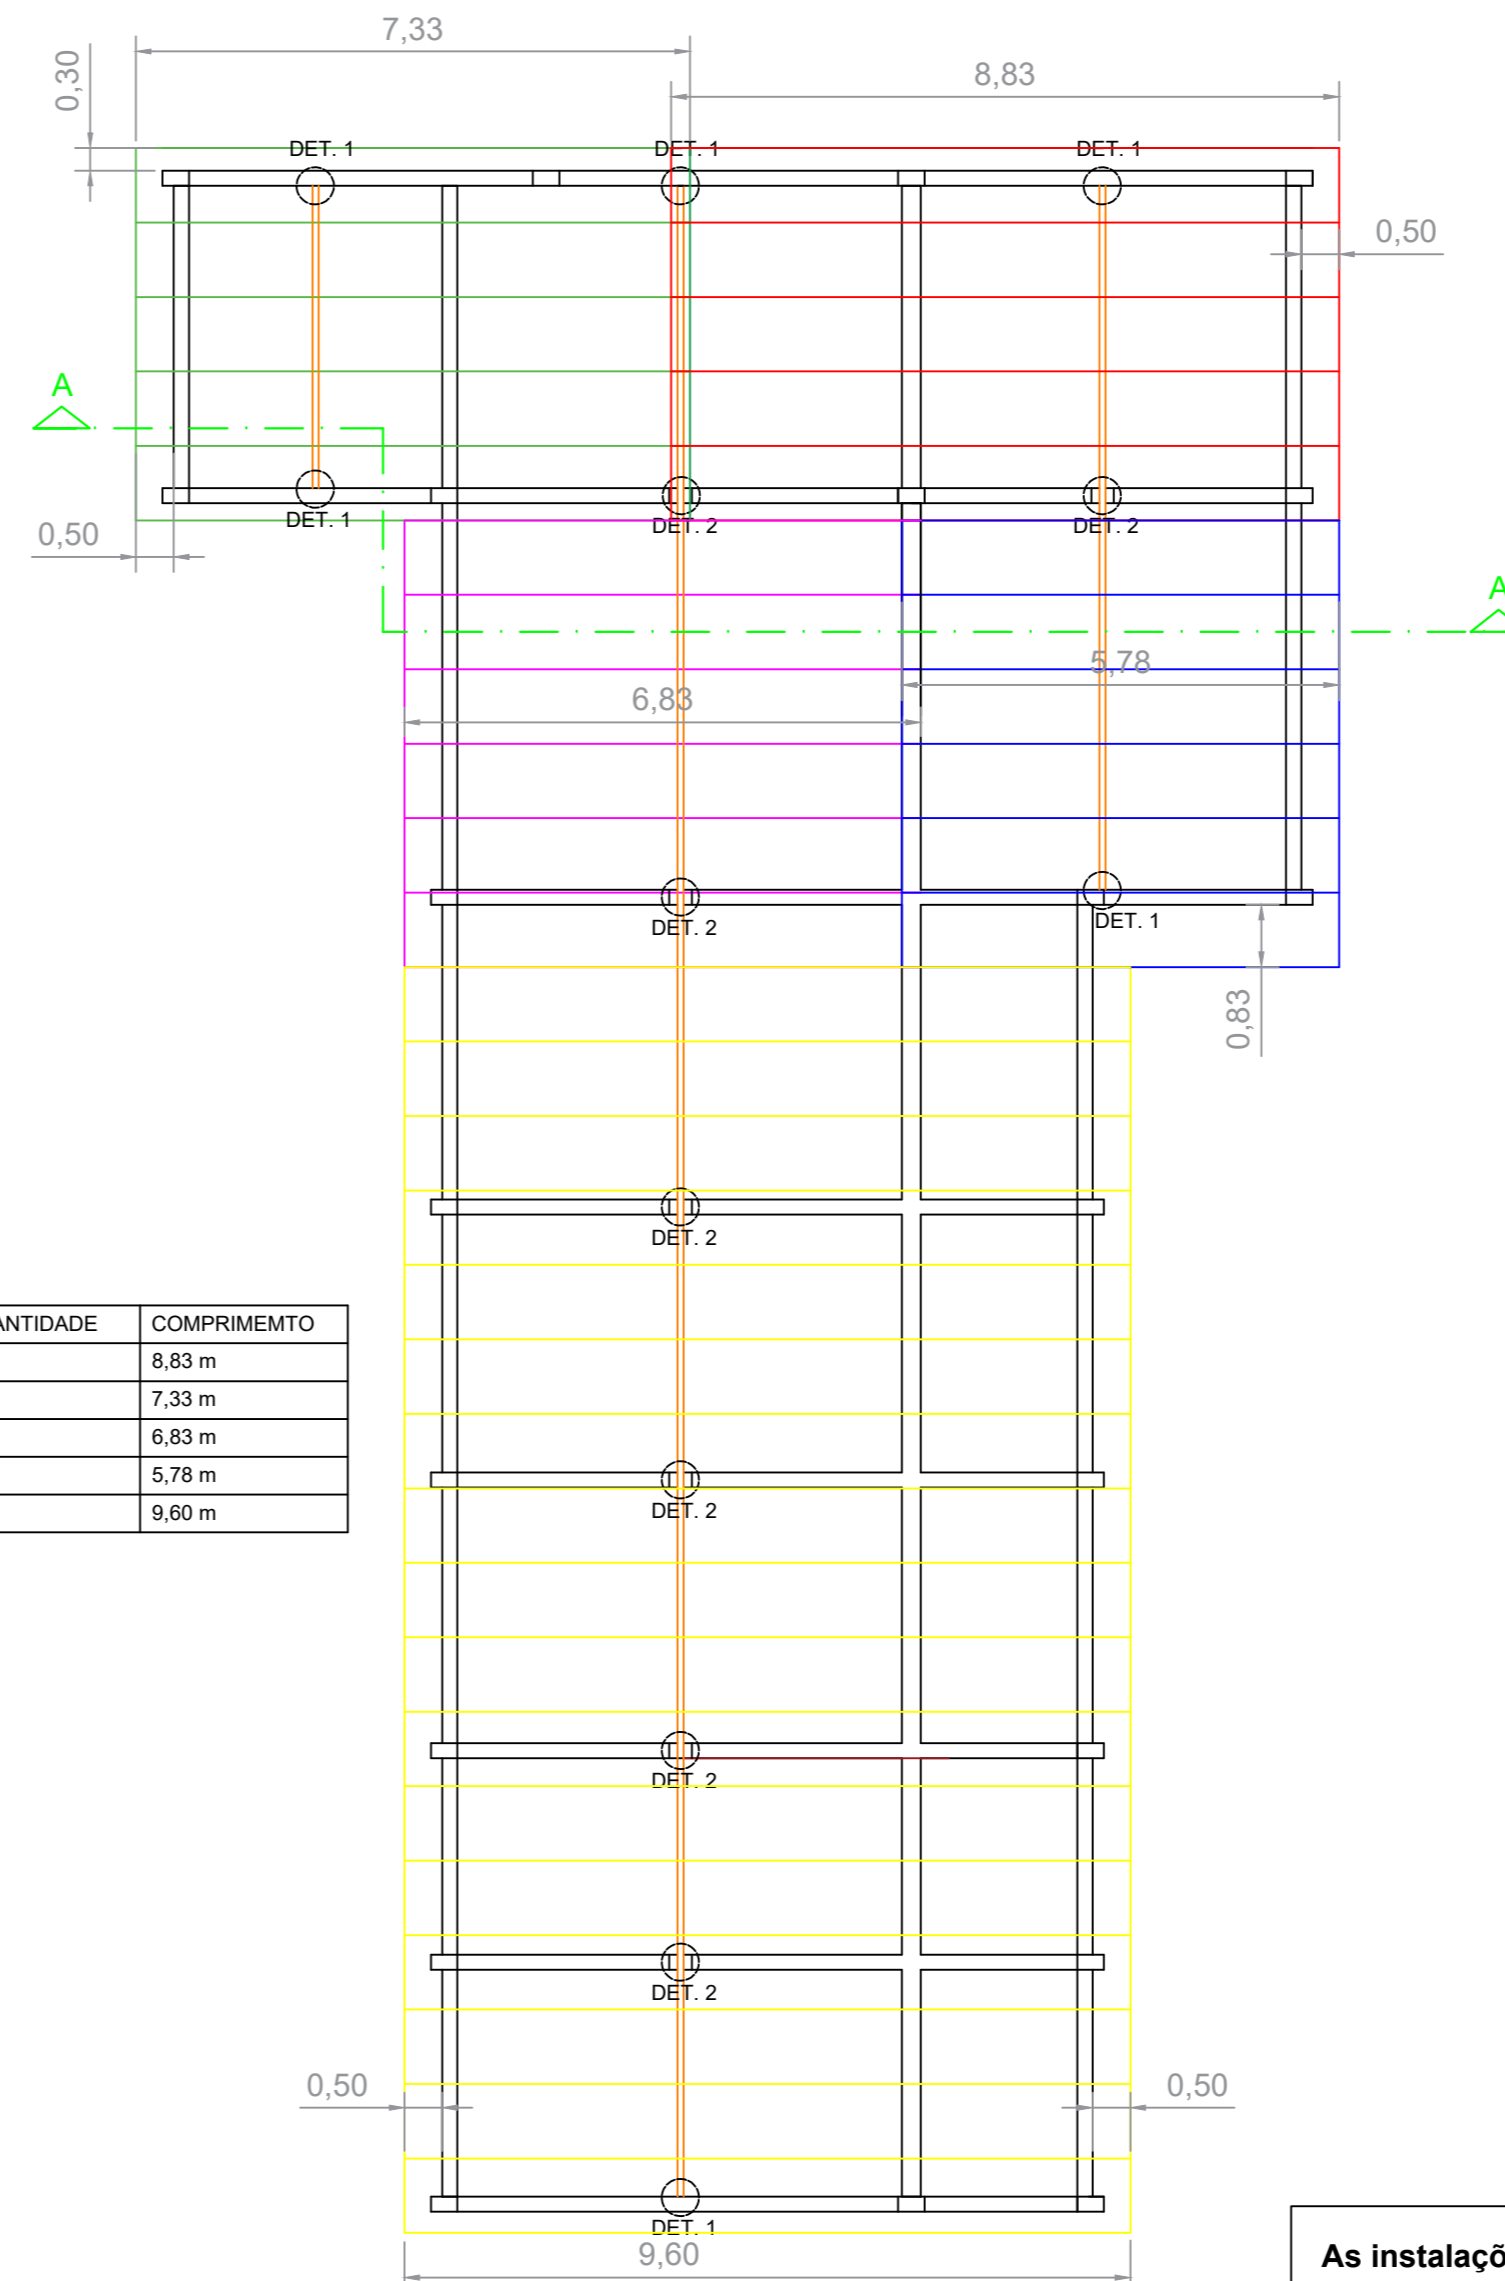 7,33
0,30
8,83
DET. 1
DET. 1
DET. 1
0,50
A
DET. 1
DET. 2
DET. 2
0,50
A
5,78
6,83
DET. 2
DET. 1
0,83
DET. 2
ANTIDADE COMPRIMEMTO
8,83 m
7,33 m
6,83 m
5,78 m
9,60 m
DET. 2
DET. 2
DET. 2
0,50
0,50
DET. 1
9,60
As instalaçõ